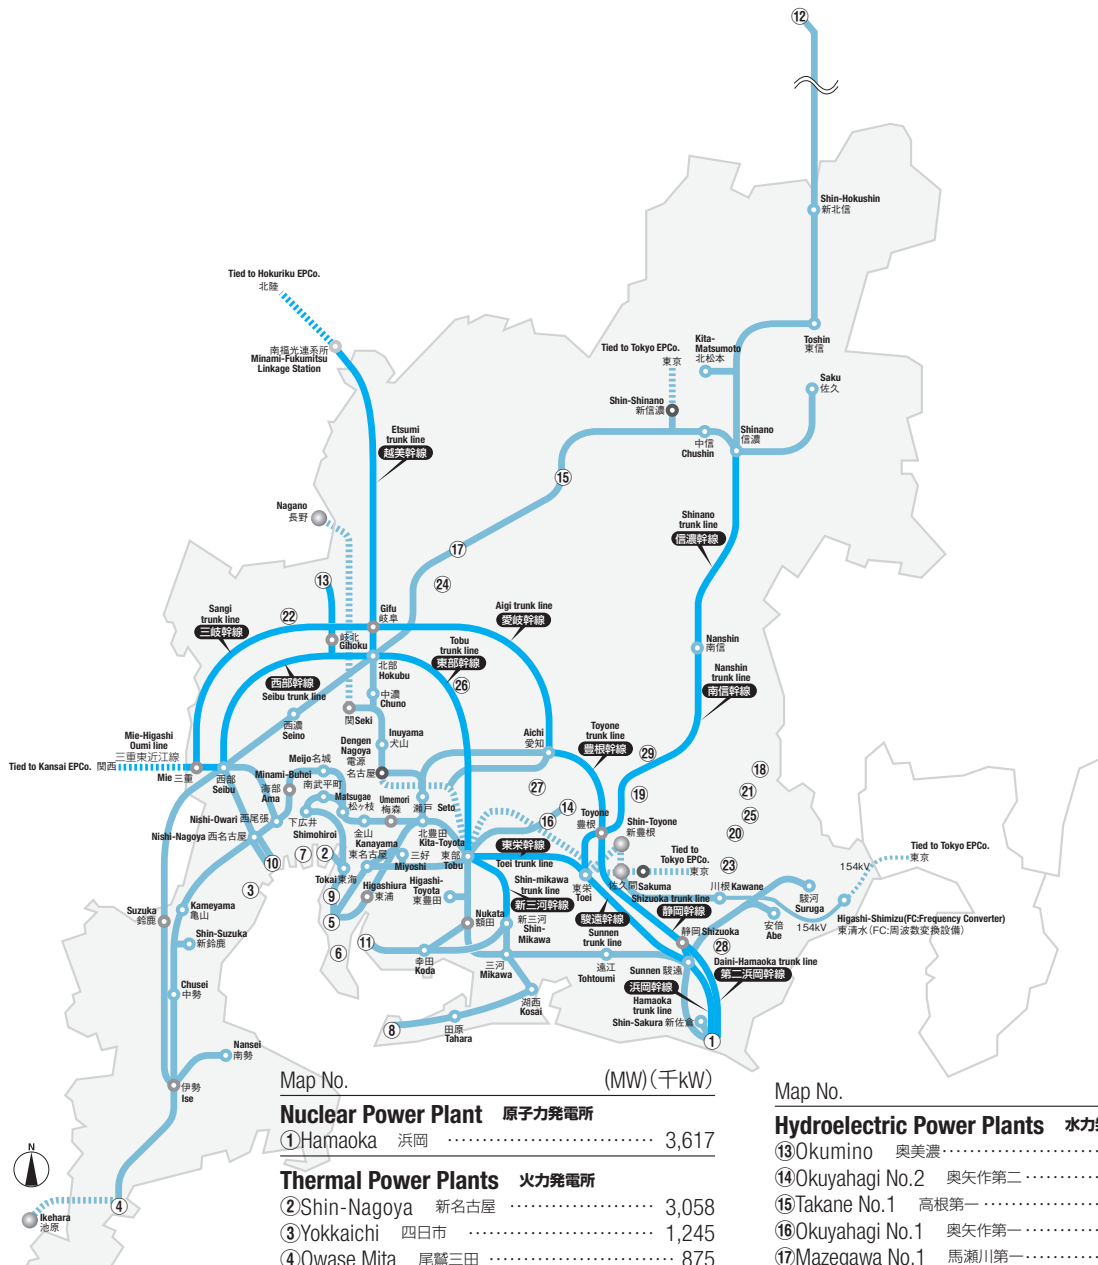 ⑫
Shin-Hokushin
新北信
Tied to Hokuriku EPCo.
北陸
南福光連系所
Minami-Fukumitsu
Linkage Station
Tied to Tokyo EPCo.
東京
Kita-
Matsumoto
北松本
Toshin
東信
Saku
佐久
Shin-Shinano
新信濃
中信
Chushin
Shinano
信濃
Etsumi
trunk line
越美幹線
⑮
Nagano
長野
Shinano
trunk line
信濃幹線
⑰
⑬
㉔
Sangi
trunk line
三岐幹線
㉒
Gifu
岐阜
Aigi trunk line
愛岐幹線
岐北
Gihoku
Tobu
trunk line
東部幹線
Nanshin
南信
北部
Hokubu
Nanshin
trunk line
南信幹線
西部幹線
Seibu trunk line
㉖
中濃
Chuno
関Seki
西濃
Seino
Mie-Higashi
Oumi line
三重東近江線
Inuyama
犬山
Dengen
Nagoya
電源
名古屋
Aichi
愛知
Toyone
trunk line
豊根幹線
㉙
Tied to Kansai EPCo. 関西
Mie 三重
西部
Seibu
Meijo 名城
Minami-Buhei
南武平町
海部
Ama
⑱
Matsugae
松ヶ枝
Umemori
梅森
瀬戸 Seto
㉗
⑲
㉑
⑭
⑯
Nishi-Owari 西尾張
Nishi-Nagoya 西名古屋
下広井
Shimohiroi
金山
Kanayama
北豊田
Kita-Toyota
Toyone
豊根
Shin-Toyone
新豊根
㉕
⑳
⑩
⑦
②
東名古屋
三好
Miyoshi
東部
Tobu
東栄幹線
Toei trunk line
Tied to
Tokyo EPCo.
東京
㉓
154kV
Tied to Tokyo EPCo.
東京
Tokai 東海
③
⑨
Higashiura
東浦
Higashi-
Toyota
東豊田
Shin-mikawa
trunk line
新三河幹線
東栄
Toei
佐久間 Sakuma
川根 Kawane
駿河
Suruga
Shizuoka trunk line
静岡幹線
Kameyama
亀山
Suzuka
鈴鹿
⑤
Nukata
額田
新三河
Shin-
Mikawa
駿遠幹線
Sunnen
trunk line
安倍
Abe
154kV
Higashi-Shimizu(FC:Frequency Converter)
東清水(FC:周波数変換設備)
Shin-Suzuka
新鈴鹿
⑥
⑪
幸田
Koda
三河
Mikawa
遠江
Tohtoumi
静岡 Shizuoka
㉘
Sunnen 駿遠
Daini-Hamaoka trunk line
第二浜岡幹線
Chusei
中勢
湖西
Kosai
浜岡幹線
Hamaoka
trunk line
⑧
田原
Tahara
Shin-Sakura 新佐倉
①
Nansei
南勢
伊勢
Ise
N
④
Ikehara
池原
Map No. (MW)(千kW)
Nuclear Power Plant 原子力発電所
①Hamaoka 浜岡 ………………………… 3,617
Thermal Power Plants 火力発電所
②Shin-Nagoya 新名古屋 ………………… 3,058
③Yokkaichi 四日市 ………………………… 1,245
④Owase Mita 尾鷲三田 ……………………… 875
Map No.
Hydroelectric Power Plants
⑬Okumino 奥美濃…………
⑭Okuyahagi No.2 奥矢作第二…………
⑮Takane No.1 高根第一…………
⑯Okuyahagi No.1 奥矢作第一…………
⑰Mazegawa No.1 馬瀬川第一…………